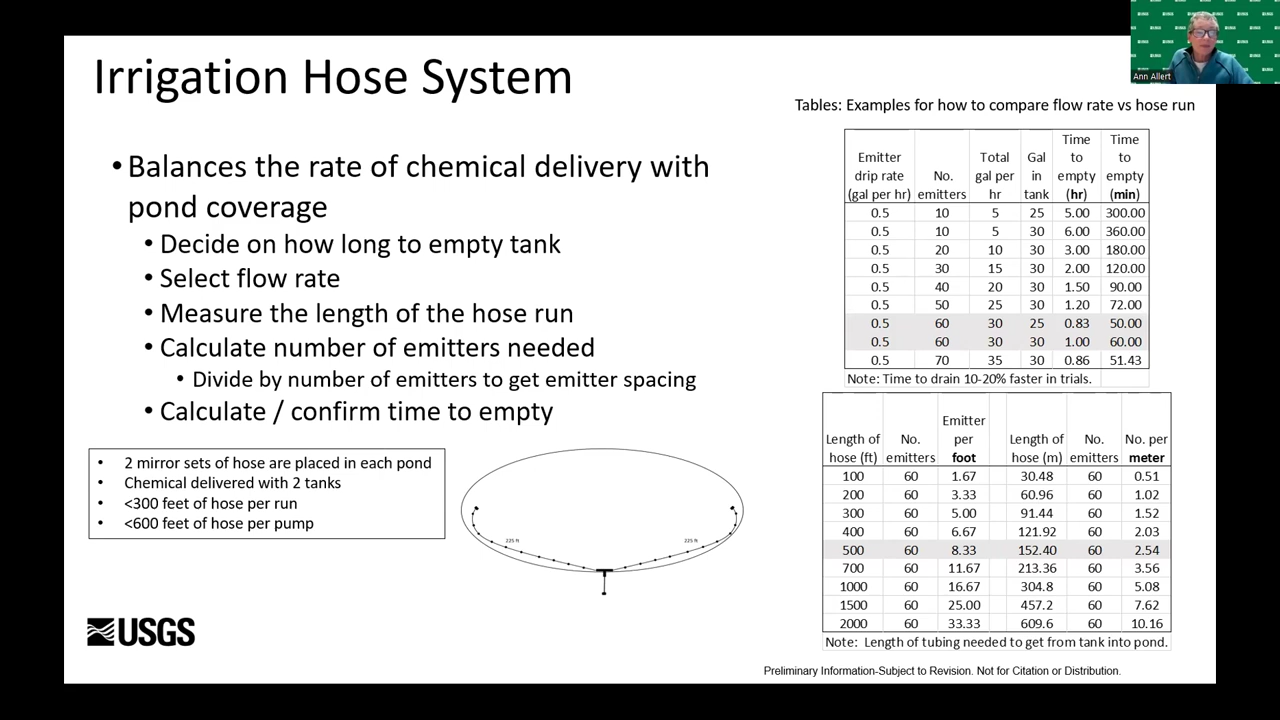 Irrigation Hose System
• Balances the rate of chemical delivery with
pond coverage
• Decide on how long to empty tank
• Select flow rate
• Measure the length of the hose run
• Calculate number of emitters needed
• Divide by number of emitters to get emitter spacing
• Calculate / confirm time to empty
• 2 mirror sets of hose are placed in each pond
• Chemical delivered with 2 tanks
• <300 feet of hose per run
• <600 feet of hose per pump
225 ft 225 ft
USGS
Ann Allert
Tables: Examples for how to compare flow rate vs hose run
Emitter drip rate (gal per hr) No. emitters Total gal per hr Gal in tank Time to empty (hr) Time to empty (min)
0.5 10 5 25 5.00 300.00
0.5 10 5 30 6.00 360.00
0.5 20 10 30 3.00 180.00
0.5 30 15 30 2.00 120.00
0.5 40 20 30 1.50 90.00
0.5 50 25 30 1.20 72.00
0.5 60 30 25 0.83 50.00
0.5 60 30 30 1.00 60.00
0.5 70 35 30 0.86 51.43
Note: Time to drain 10-20% faster in trials.
Length of hose (ft) No. emitters Emitter per foot Length of hose (m) No. emitters No. per meter
100 60 1.67 30.48 60 0.51
200 60 3.33 60.96 60 1.02
300 60 5.00 91.44 60 1.52
400 60 6.67 121.92 60 2.03
500 60 8.33 152.40 60 2.54
700 60 11.67 213.36 60 3.56
1000 60 16.67 304.8 60 5.08
1500 60 25.00 457.2 60 7.62
2000 60 33.33 609.6 60 10.16
Note: Length of tubing needed to get from tank into pond.
Preliminary Information-Subject to Revision. Not for Citation or Distribution.